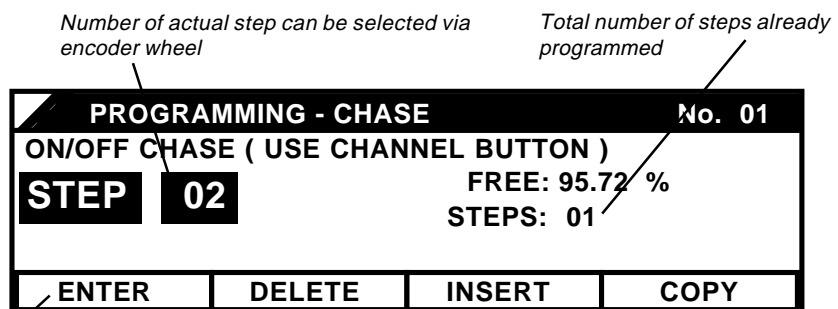 Number of actual step can be selected via
encoder wheel
Total number of steps already
programmed
PROGRAMMING - CHASE No. 01
ON/OFF CHASE ( USE CHANNEL BUTTON )
STEP 02
FREE: 95.72 %
STEPS: 01
ENTER DELETE INSERT COPY